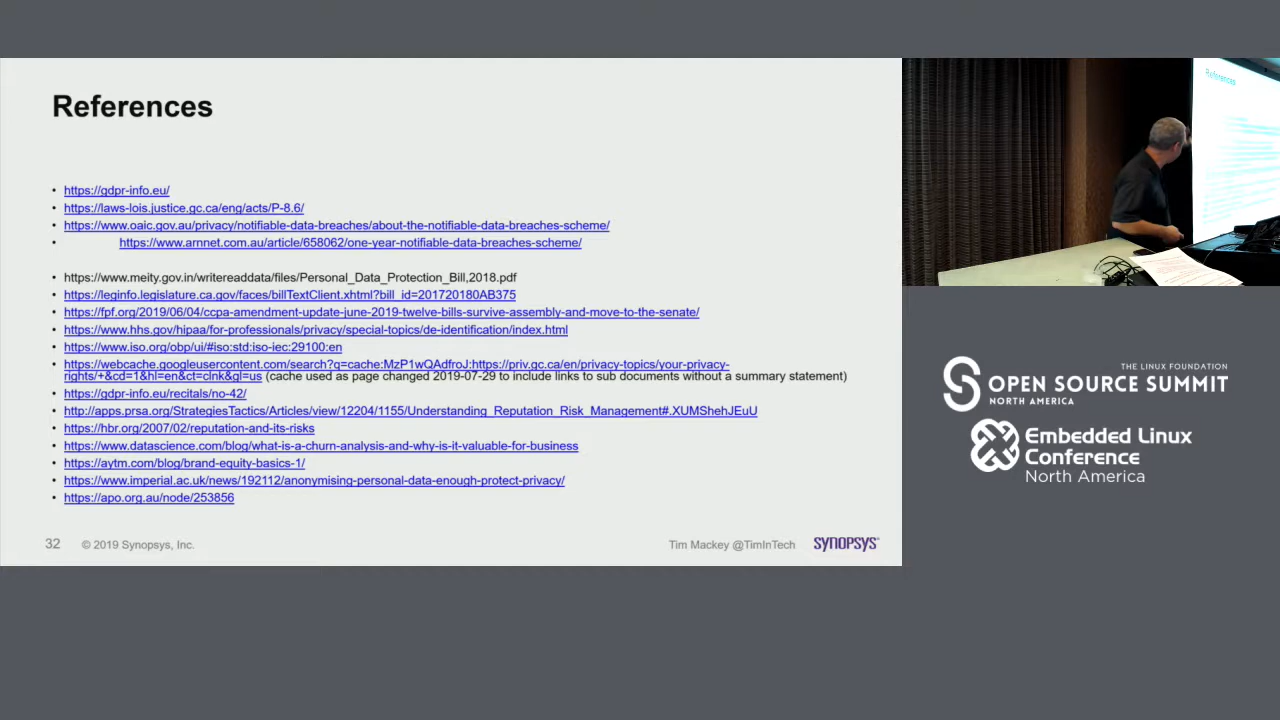 References
• https://gdpr-info.eu/
• https://laws-lois.justice.gc.ca/eng/acts/P-8.6/
• https://www.oaic.gov.au/privacy/notifiable-data-breaches/about-the-notifiable-data-breaches-scheme/
• https://www.arnnet.com.au/article/658062/one-year-notifiable-data-breaches-scheme/
• https://www.meity.gov.in/writereaddata/files/Personal_Data_Protection_Bill,2018.pdf
• https://leginfo.legislature.ca.gov/faces/billTextClient.xhtml?bill_id=201720180AB375
• https://fpf.org/2019/06/04/ccpa-amendment-update-june-2019-twelve-bills-survive-assembly-and-move-to-the-senate/
• https://www.hhs.gov/hipaa/for-professionals/privacy/special-topics/de-identification/index.html
• https://www.iso.org/obp/ui/#iso:std:iso-iec:29100:en
• https://webcache.googleusercontent.com/search?q=cache:MzP1wQAdfroJ:https://priv.gc.ca/en/privacy-topics/your-privacy-
rights/+&cd=1&hl=en&ct=clnk&gl=us (cache used as page changed 2019-07-29 to include links to sub documents without a summary statement)
• https://gdpr-info.eu/recitals/no-42/
• http://apps.prsa.org/StrategiesTactics/Articles/view/12204/1155/Understanding_Reputation_Risk_Management#.XUMShehJEuU
• https://hbr.org/2007/02/reputation-and-its-risks
• https://www.datascience.com/blog/what-is-a-churn-analysis-and-why-is-it-valuable-for-business
• https://aytm.com/blog/brand-equity-basics-1/
• https://www.imperial.ac.uk/news/192112/anonymising-personal-data-enough-protect-privacy/
• https://apo.org.au/node/253856
32 © 2019 Synopsys, Inc. Tim Mackey @TimInTech SYNOPSYS
References
THE LINUX FOUNDATION
OPEN SOURCE SUMMIT
NORTH AMERICA
Embedded Linux
Conference
North America